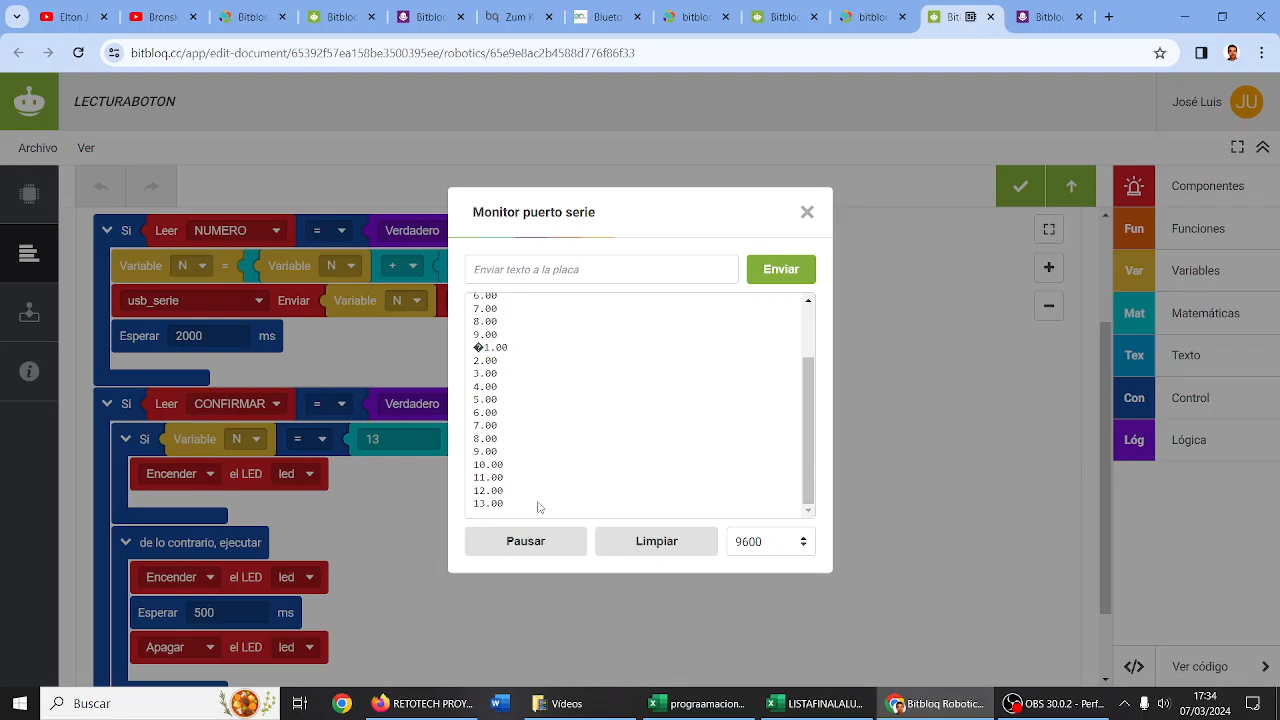 Biton
Bronsk
Bitbloq
Bitbloq
Bitbloq
Zum K
Blueto
bitbloq
Bitbloq
bitbloq
Bit
Bitbloq
bitbloq.cc/app/edit-document/65392f57ea158be3500395ee/robotics/65e9e8ac2b4588d776f86f33
LECTURABOTON
José Luis
JU
Archivo
Ver
Monitor puerto serie
Enviar texto a la placa
Enviar
6.00
7.00
8.00
9.00
�1.00
2.00
3.00
4.00
5.00
6.00
7.00
8.00
9.00
10.00
11.00
12.00
13.00
Pausar
Limpiar
9600
Si Leer NUMERO = Verdadero
Variable N = Variable N +
usb_serie Enviar Variable N
Esperar 2000 ms
Si Leer CONFIRMAR = Verdadero
Si Variable N = 13
Encender el LED led
de lo contrario, ejecutar
Encender el LED led
Esperar 500 ms
Apagar el LED led
Componentes
Fun Funciones
Var Variables
Mat Matemáticas
Tex Texto
Con Control
Lóg Lógica
Ver código
Buscar
RETOTECH PROY...
Vídeos
programacion...
LISTAFINALALU...
Bitbloq Robotic...
OBS 30.0.2 - Perf...
17:34
07/03/2024